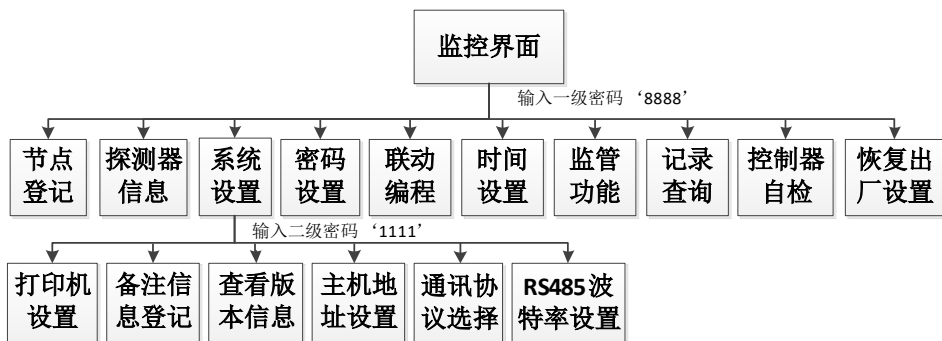 监控界面
输入一级密码 ‘8888’
节点
登记
探测器
信息
系统
设置
密码
设置
联动
编程
时间
设置
监管
功能
记录
查询
控制器
自检
恢复出
厂设置
输入二级密码 ‘1111’
打印机
设置
备注信
息登记
查看版
本信息
主机地
址设置
通讯协
议选择
RS485波
特率设置